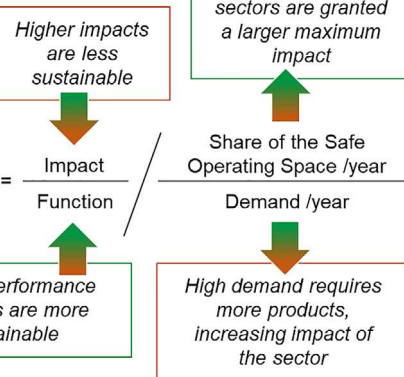 Higher impacts
are less
sustainable
sectors are granted
a larger maximum
impact
=
Impact
Function
/
Share of the Safe
Operating Space /year
Demand /year
are more
High demand requires
more products,
increasing impact of
the sector